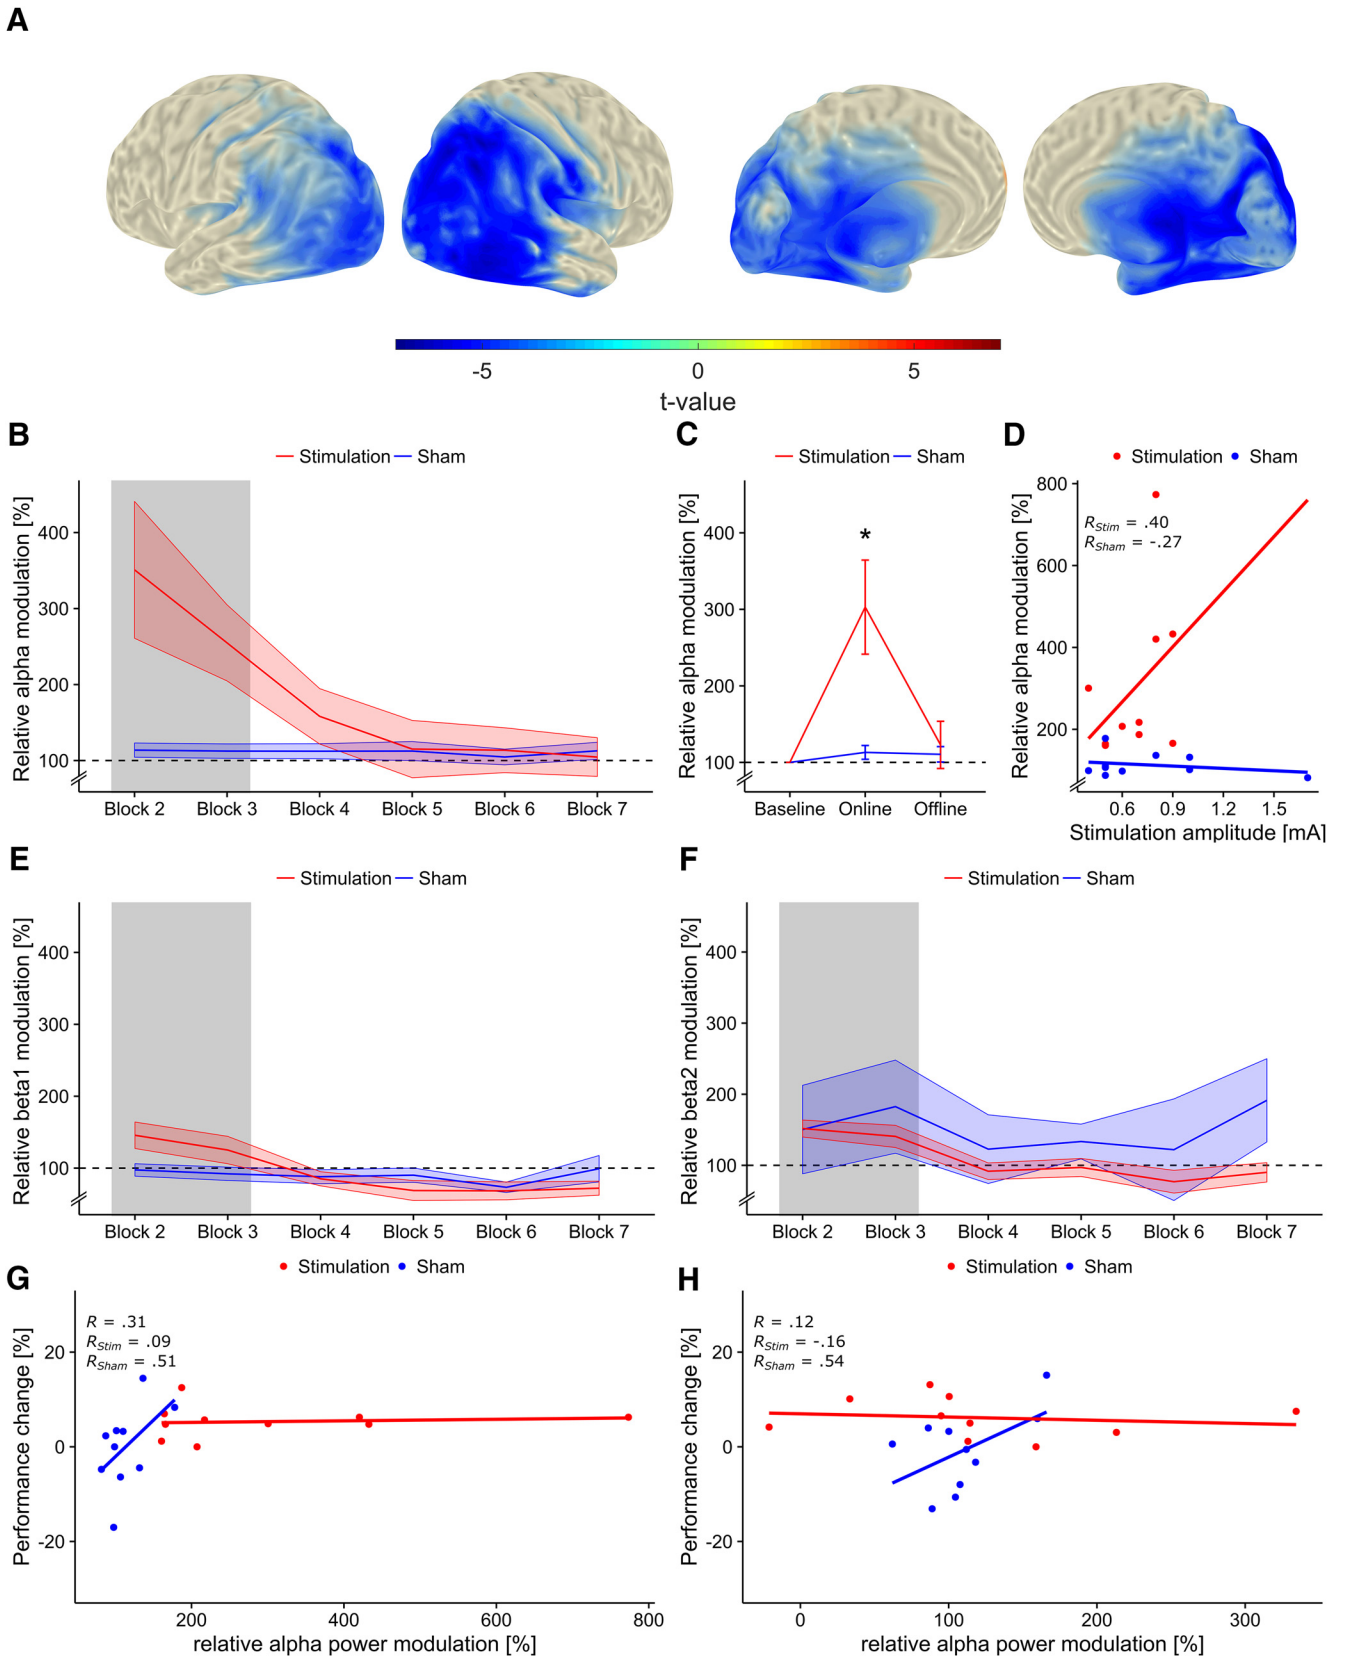 A
-5 0 5
t-value
B
Stimulation Sham
Relative alpha modulation [%]
400
300
200
100
Block 2 Block 3 Block 4 Block 5 Block 6 Block 7
C
Stimulation Sham
Relative alpha modulation [%]
400
300
200
100
*
Baseline Online Offline
D
Stimulation Sham
Relative alpha modulation [%]
800
600
400
200
RStim = .40
RSham = -.27
0.6 0.9 1.2 1.5
Stimulation amplitude [mA]
E
Stimulation Sham
Relative beta1 modulation [%]
400
300
200
100
Block 2 Block 3 Block 4 Block 5 Block 6 Block 7
F
Stimulation Sham
Relative beta2 modulation [%]
400
300
200
100
Block 2 Block 3 Block 4 Block 5 Block 6 Block 7
G
Stimulation Sham
R = .31
RStim = .09
RSham = .51
Performance change [%]
20
0
-20
200 400 600 800
relative alpha power modulation [%]
H
Stimulation Sham
R = .12
RStim = -.16
RSham = .54
Performance change [%]
20
0
-20
0 100 200 300
relative alpha power modulation [%]